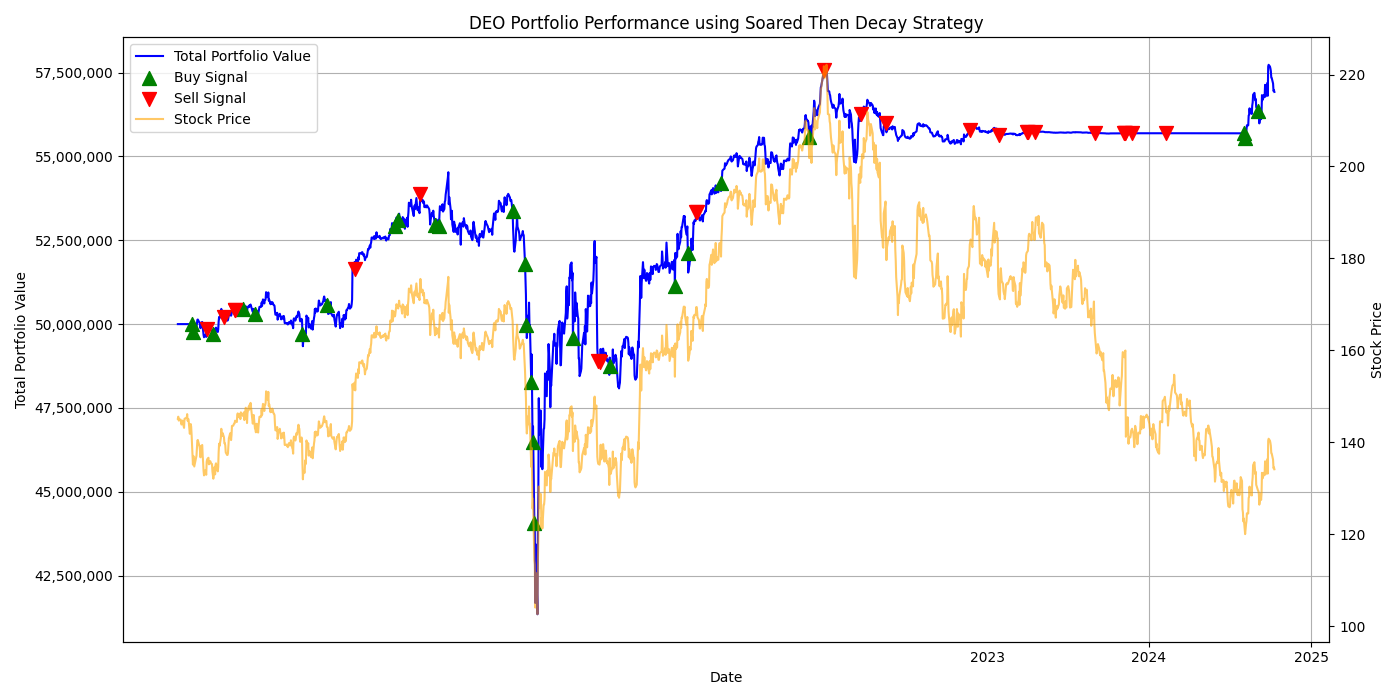 DEO Portfolio Performance using Soared Then Decay Strategy
Total Portfolio Value
Buy Signal
Sell Signal
Stock Price
57,500,000
55,000,000
52,500,000
50,000,000
47,500,000
45,000,000
42,500,000
Total Portfolio Value
220
200
180
160
140
120
100
Stock Price
2023
2024
2025
Date